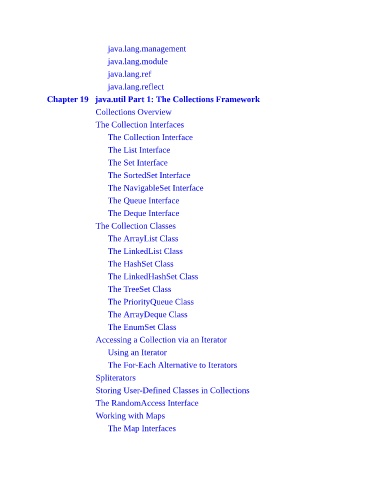 java.lang.management
java.lang.module
java.lang.ref
java.lang.reflect
Chapter 19 java.util Part 1: The Collections Framework
Collections Overview
The Collection Interfaces
The Collection Interface
The List Interface
The Set Interface
The SortedSet Interface
The NavigableSet Interface
The Queue Interface
The Deque Interface
The Collection Classes
The ArrayList Class
The LinkedList Class
The HashSet Class
The LinkedHashSet Class
The TreeSet Class
The PriorityQueue Class
The ArrayDeque Class
The EnumSet Class
Accessing a Collection via an Iterator
Using an Iterator
The For-Each Alternative to Iterators
Spliterators
Storing User-Defined Classes in Collections
The RandomAccess Interface
Working with Maps
The Map Interfaces